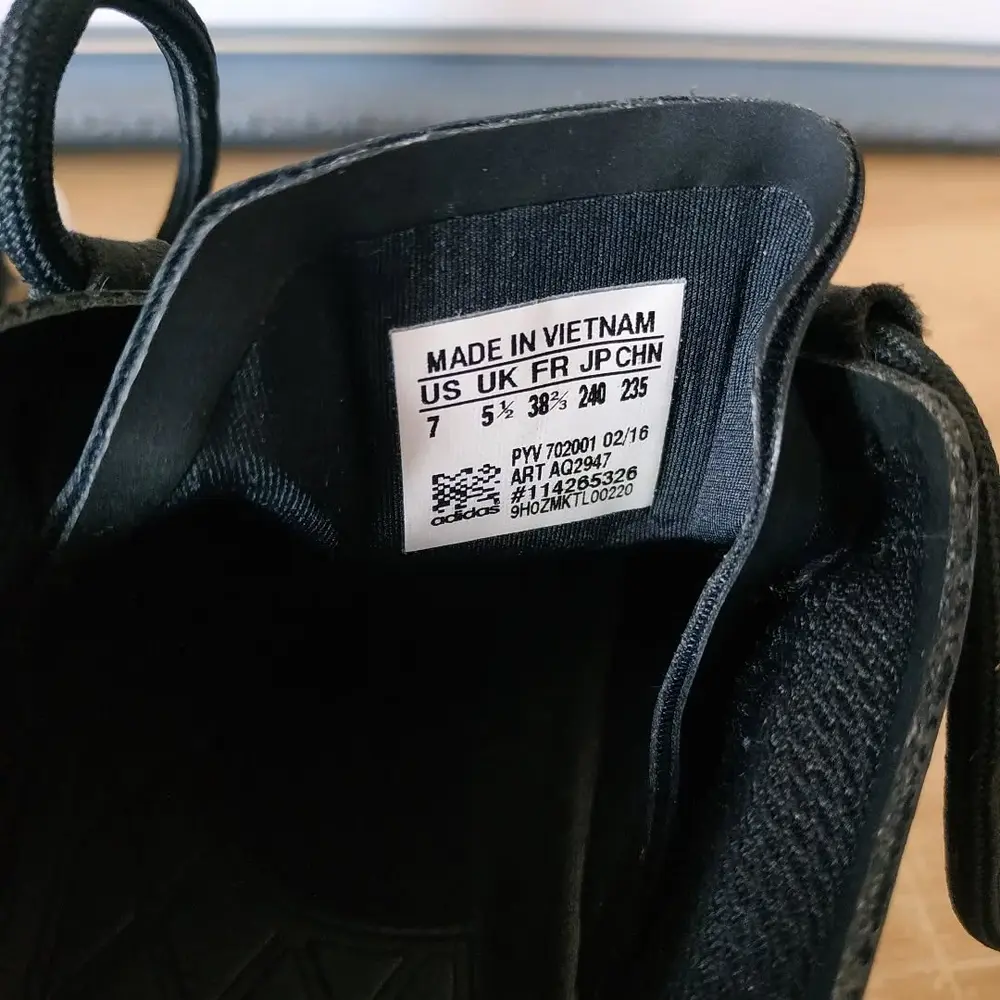 MADE IN VIETNAM
US UK FR JP CHN
7 5½ 38⅔ 240 235
PYV 702001 02/16
ART AQ2947
#114265326
9H0ZMKTL00220
adidas